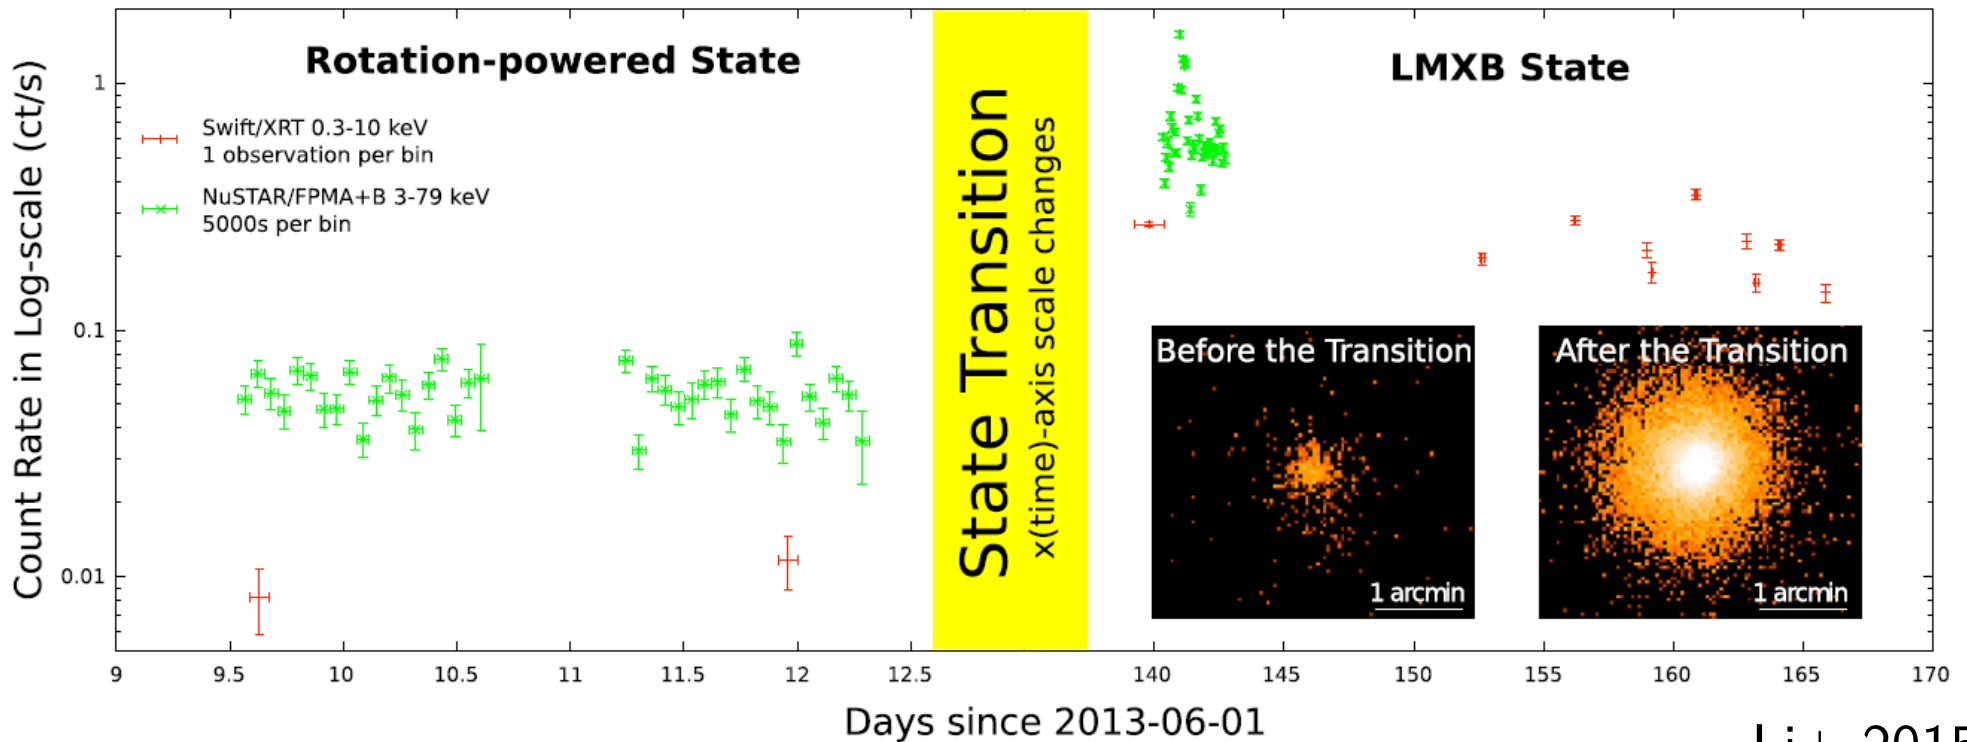 Rotation-powered State
LMXB State
Swift/XRT 0.3-10 keV
1 observation per bin
NuSTAR/FPMA+B 3-79 keV
5000s per bin
State Transition
x(time)-axis scale changes
Count Rate in Log-scale (ct/s)
1
0.1
0.01
Before the Transition
1 arcmin
After the Transition
1 arcmin
9 9.5 10 10.5 11 11.5 12 12.5 140 145 150 155 160 165 170
Days since 2013-06-01